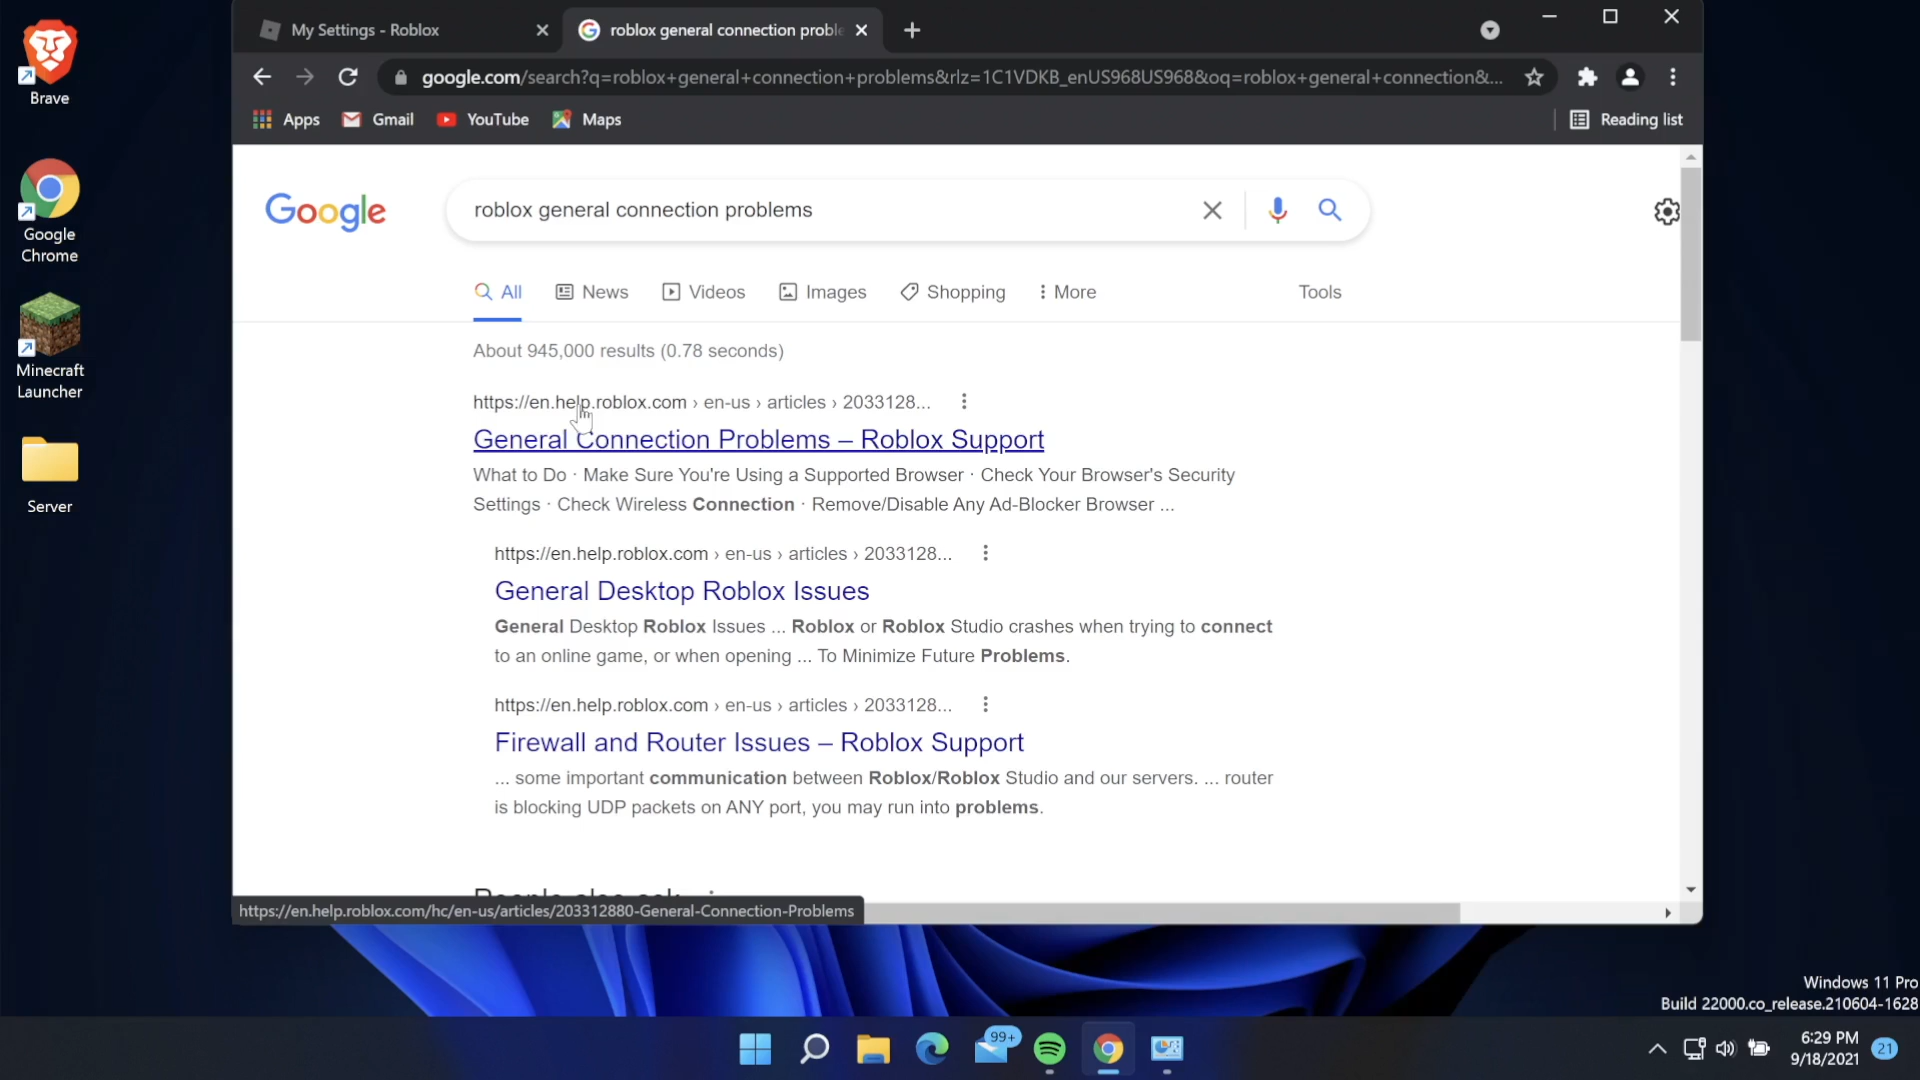 My Settings - Roblox
roblox general connection proble
google.com/search?q=roblox+general+connection+problems&rlz=1C1VDKB_enUS968US968&oq=roblox+general+connection&...
Apps
Gmail
YouTube
Maps
Reading list
Brave
Google
Chrome
Minecraft
Launcher
Server
Google
roblox general connection problems
All
News
Videos
Images
Shopping
More
Tools
About 945,000 results (0.78 seconds)
https://en.help.roblox.com › en-us › articles › 2033128...
General Connection Problems – Roblox Support
What to Do · Make Sure You're Using a Supported Browser · Check Your Browser's Security
Settings · Check Wireless Connection · Remove/Disable Any Ad-Blocker Browser ...
https://en.help.roblox.com › en-us › articles › 2033128...
General Desktop Roblox Issues
General Desktop Roblox Issues ... Roblox or Roblox Studio crashes when trying to connect
to an online game, or when opening ... To Minimize Future Problems.
https://en.help.roblox.com › en-us › articles › 2033128...
Firewall and Router Issues – Roblox Support
... some important communication between Roblox/Roblox Studio and our servers. ... router
is blocking UDP packets on ANY port, you may run into problems.
People also ask
https://en.help.roblox.com/hc/en-us/articles/203312880-General-Connection-Problems
Windows 11 Pro
Build 22000.co_release.210604-1628
99+
6:29 PM
9/18/2021
21